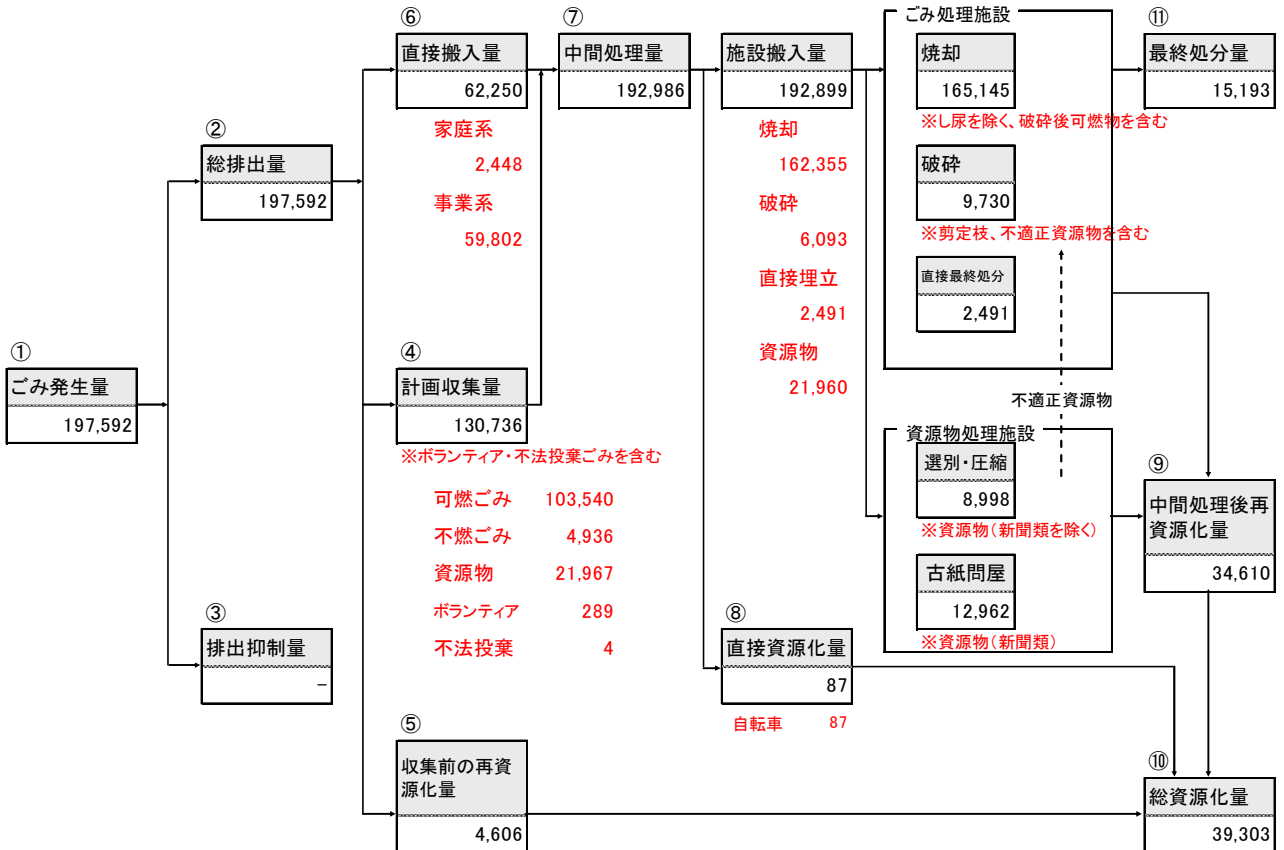 ①
ごみ発生量
197,592
②
総排出量
197,592
③
排出抑制量
－
⑥
直接搬入量
62,250
家庭系
2,448
事業系
59,802
④
計画収集量
130,736
※ボランティア・不法投棄ごみを含む
可燃ごみ 103,540
不燃ごみ 4,936
資源物 21,967
ボランティア 289
不法投棄 4
⑤
収集前の再資
源化量
4,606
⑦
中間処理量
192,986
施設搬入量
192,899
焼却
162,355
破砕
6,093
直接埋立
2,491
資源物
21,960
⑧
直接資源化量
87
自転車 87
ごみ処理施設
焼却
165,145
※し尿を除く、破砕後可燃物を含む
破砕
9,730
※剪定枝、不適正資源物を含む
直接最終処分
2,491
不適正資源物
資源物処理施設
選別・圧縮
8,998
※資源物（新聞類を除く）
古紙問屋
12,962
※資源物（新聞類）
⑪
最終処分量
15,193
⑨
中間処理後再
資源化量
34,610
⑩
総資源化量
39,303